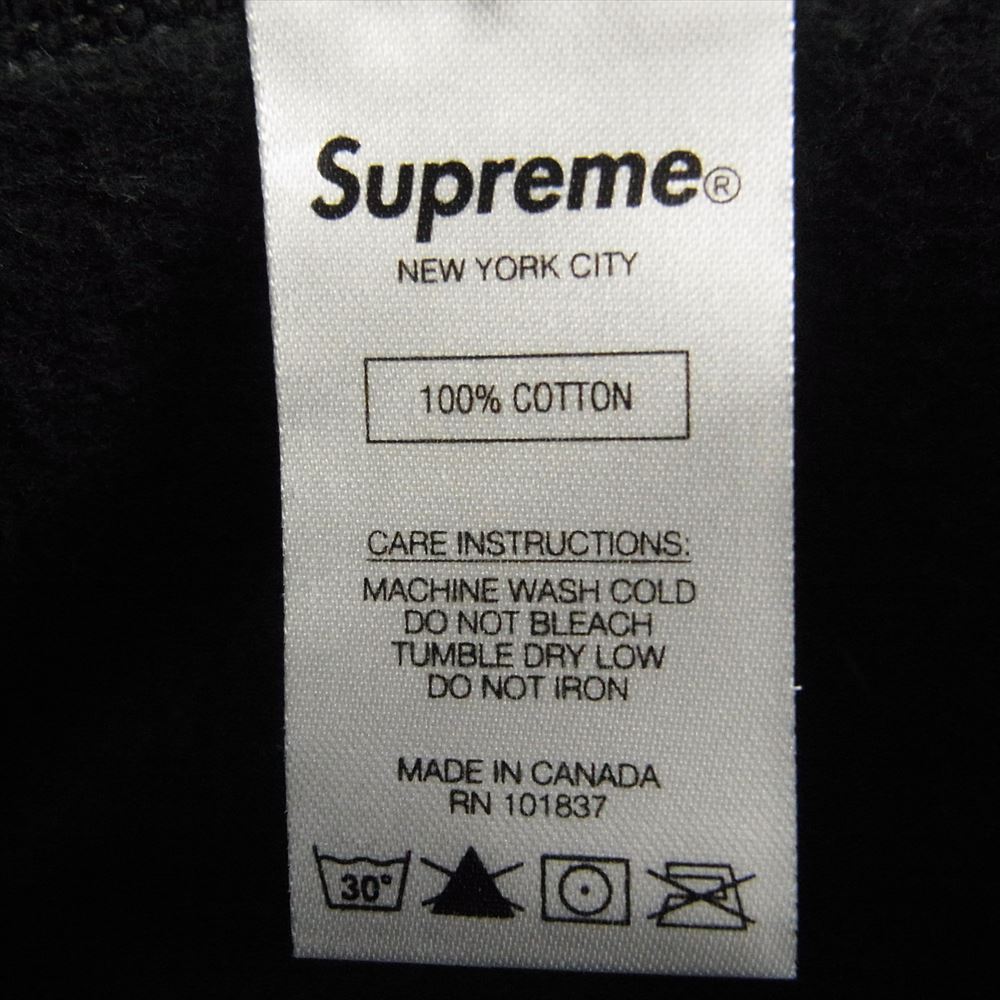 Supreme®
NEW YORK CITY
100% COTTON
CARE INSTRUCTIONS:
MACHINE WASH COLD
DO NOT BLEACH
TUMBLE DRY LOW
DO NOT IRON
MADE IN CANADA
RN 101837
30°